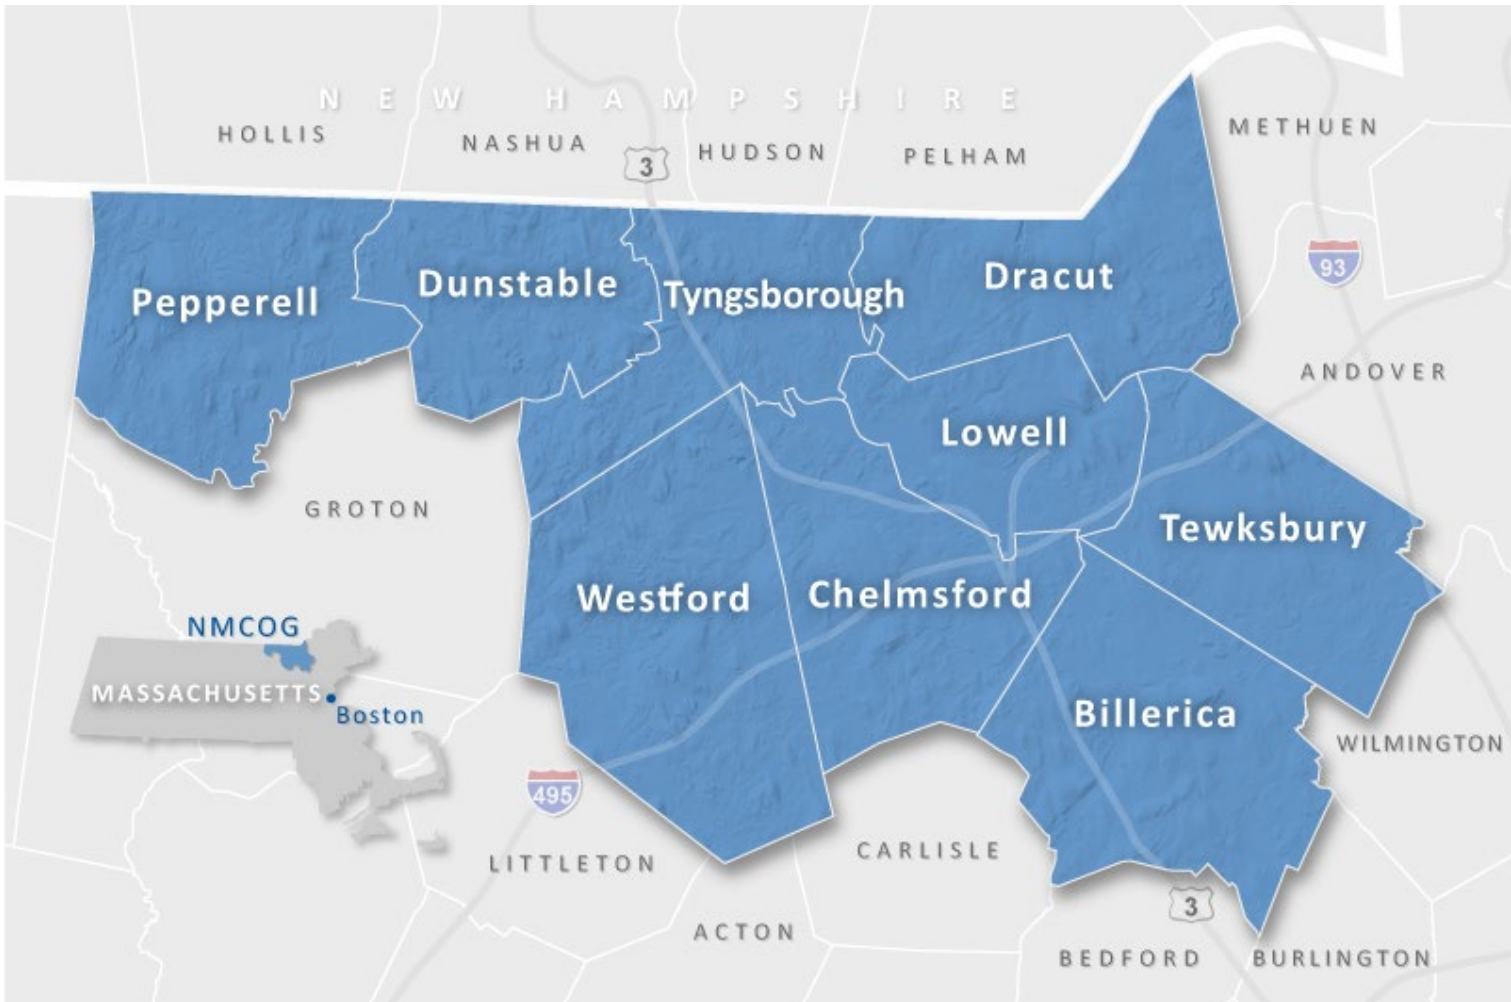 NEW HAMPSHIRE
HOLLIS
NASHUA
3
HUDSON
PELHAM
METHUEN
93
Pepperell
Dunstable
Tyngsborough
Dracut
ANDOVER
Lowell
GROTON
Tewksbury
Westford
Chelmsford
NMCOG
MASSACHUSETTS
Boston
Billerica
WILMINGTON
495
LITTLETON
CARLISLE
3
ACTON
BEDFORD
BURLINGTON